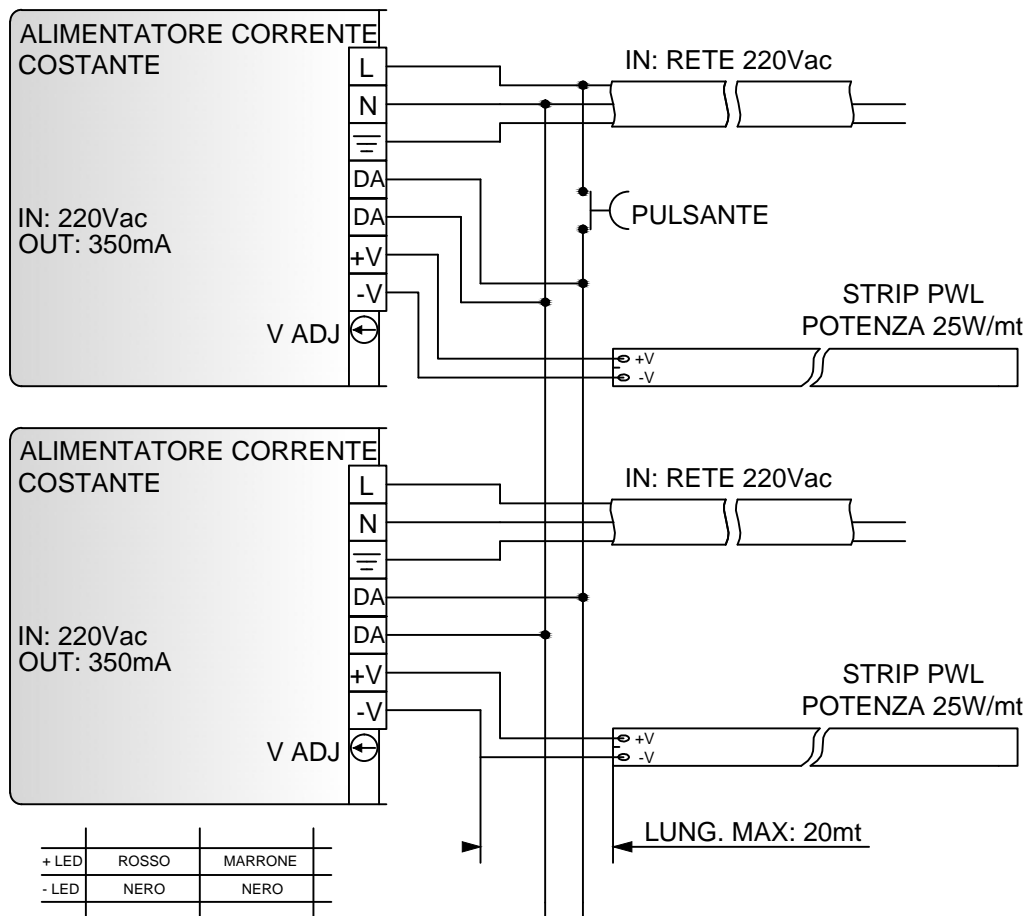 ALIMENTATORE CORRENTE
COSTANTE
L
N
DA
DA
+V
-V
IN: 220Vac
OUT: 350mA
V ADJ
IN: RETE 220Vac
PULSANTE
STRIP PWL
POTENZA 25W/mt
+V
-V
ALIMENTATORE CORRENTE
COSTANTE
L
N
DA
DA
+V
-V
IN: 220Vac
OUT: 350mA
V ADJ
IN: RETE 220Vac
STRIP PWL
POTENZA 25W/mt
+V
-V
LUNG. MAX: 20mt
+ LED ROSSO MARRONE
- LED NERO NERO